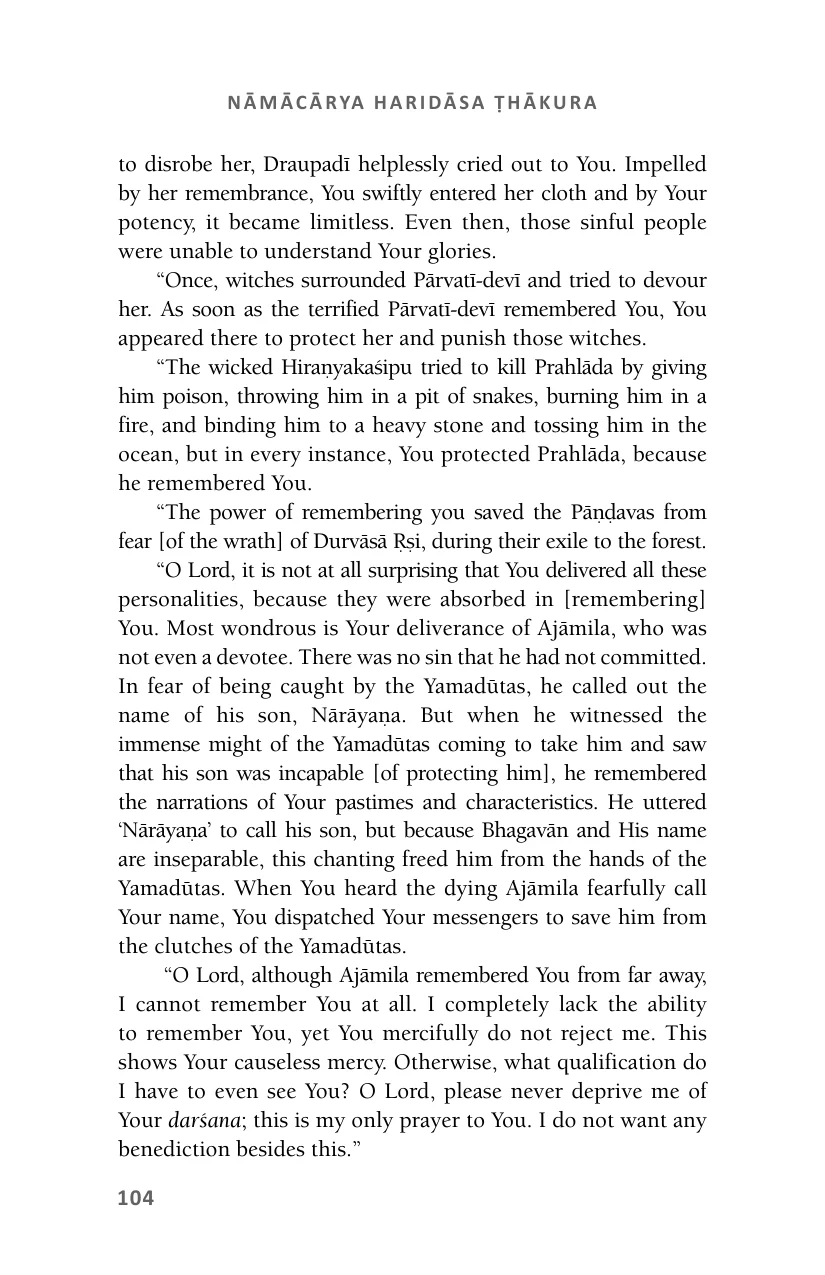 NĀMĀCĀRYA HARIDĀSA ṬHĀKURA
to disrobe her, Draupadī helplessly cried out to You. Impelled
by her remembrance, You swiftly entered her cloth and by Your
potency, it became limitless. Even then, those sinful people
were unable to understand Your glories.
“Once, witches surrounded Pārvatī-devī and tried to devour
her. As soon as the terrified Pārvatī-devī remembered You, You
appeared there to protect her and punish those witches.
“The wicked Hiraṇyakaśipu tried to kill Prahlāda by giving
him poison, throwing him in a pit of snakes, burning him in a
fire, and binding him to a heavy stone and tossing him in the
ocean, but in every instance, You protected Prahlāda, because
he remembered You.
“The power of remembering you saved the Pāṇḍavas from
fear [of the wrath] of Durvāsā Ṛṣi, during their exile to the forest.
“O Lord, it is not at all surprising that You delivered all these
personalities, because they were absorbed in [remembering]
You. Most wondrous is Your deliverance of Ajāmila, who was
not even a devotee. There was no sin that he had not committed.
In fear of being caught by the Yamadūtas, he called out the
name of his son, Nārāyaṇa. But when he witnessed the
immense might of the Yamadūtas coming to take him and saw
that his son was incapable [of protecting him], he remembered
the narrations of Your pastimes and characteristics. He uttered
‘Nārāyaṇa’ to call his son, but because Bhagavān and His name
are inseparable, this chanting freed him from the hands of the
Yamadūtas. When You heard the dying Ajāmila fearfully call
Your name, You dispatched Your messengers to save him from
the clutches of the Yamadūtas.
“O Lord, although Ajāmila remembered You from far away,
I cannot remember You at all. I completely lack the ability
to remember You, yet You mercifully do not reject me. This
shows Your causeless mercy. Otherwise, what qualification do
I have to even see You? O Lord, please never deprive me of
Your darśana; this is my only prayer to You. I do not want any
benediction besides this.”
104